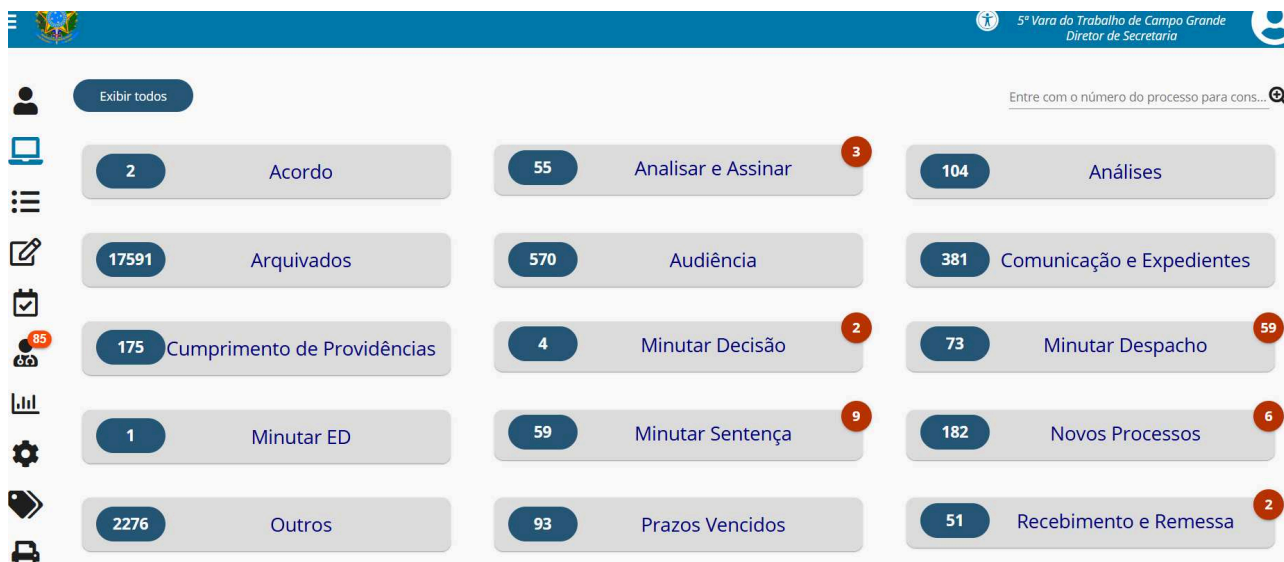 5ª Vara do Trabalho de Campo Grande
Diretor de Secretaria
Exibir todos
Entre com o número do processo para cons...
2 Acordo
55 Analisar e Assinar 3
104 Análises
17591 Arquivados
570 Audiência
381 Comunicação e Expedientes
85
175 Cumprimento de Providências
4 Minutar Decisão 2
73 Minutar Despacho 59
1 Minutar ED
59 Minutar Sentença 9
182 Novos Processos 6
2276 Outros
93 Prazos Vencidos
51 Recebimento e Remessa 2